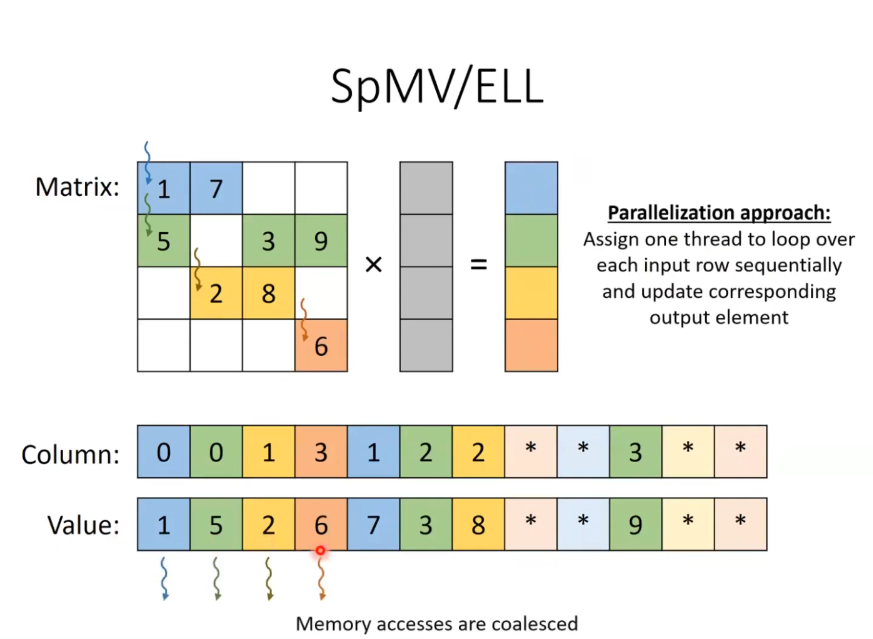 SpMV/ELL
Matrix:
1 7
5 3 9
2 8
6
×
=
Parallelization approach:
Assign one thread to loop over
each input row sequentially
and update corresponding
output element
Column: 0 0 1 3 1 2 2 * * 3 * *
Value: 1 5 2 6 7 3 8 * * 9 * *
Memory accesses are coalesced